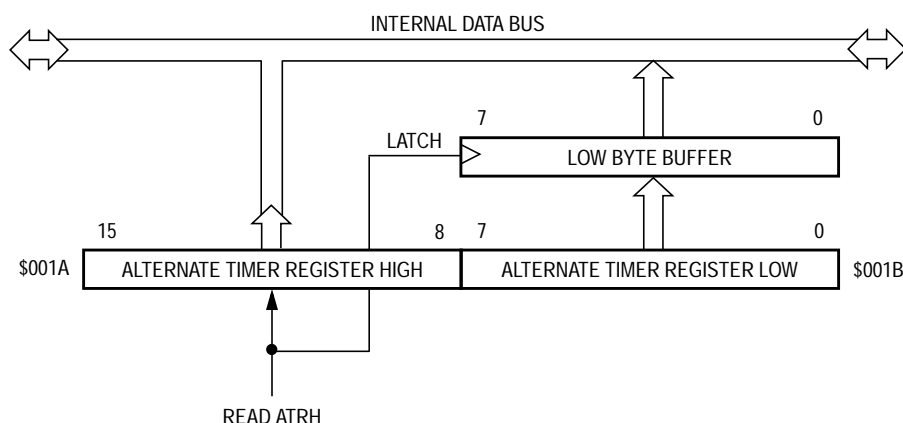 INTERNAL DATA BUS
7 0
LATCH
LOW BYTE BUFFER
15 8 7 0
$001A ALTERNATE TIMER REGISTER HIGH ALTERNATE TIMER REGISTER LOW $001B
READ ATRH